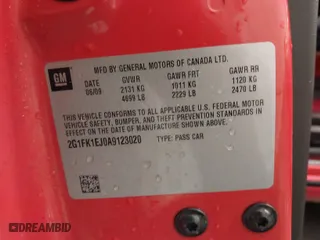 GM
MFD BY GENERAL MOTORS OF CANADA LTD.
DATE GVWR GAWR FRT GAWR RR
06/09 2131 KG 1011 KG 1120 KG
4699 LB 2229 LB 2470 LB
THIS VEHICLE CONFORMS TO ALL APPLICABLE U.S. FEDERAL MOTOR
VEHICLE SAFETY, BUMPER, AND THEFT PREVENTION STANDARDS IN
EFFECT ON THE DATE OF MANUFACTURE SHOWN ABOVE.
2G1FK1EJ0A9123020 TYPE: PASS CAR
DREAMBID